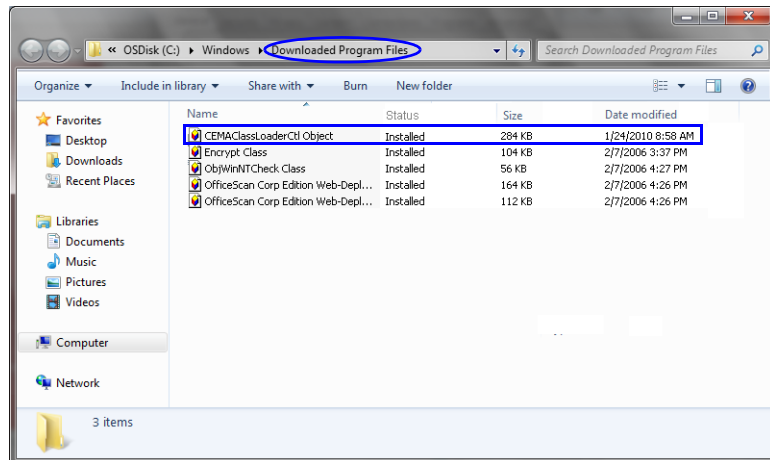 « OSDisk (C:) Windows Downloaded Program Files Search Downloaded Program Files
Organize Include in library Share with Burn New folder
Favorites
Desktop
Downloads
Recent Places
Libraries
Documents
Music
Pictures
Videos
Computer
Network
Name Status Size Date modified
CEMAClassLoaderCtl Object Installed 284 KB 1/24/2010 8:58 AM
Encrypt Class Installed 104 KB 2/7/2006 3:37 PM
ObjWinNTCheck Class Installed 56 KB 2/7/2006 4:27 PM
OfficeScan Corp Edition Web-Depl... Installed 164 KB 2/7/2006 4:26 PM
OfficeScan Corp Edition Web-Depl... Installed 112 KB 2/7/2006 4:26 PM
3 items